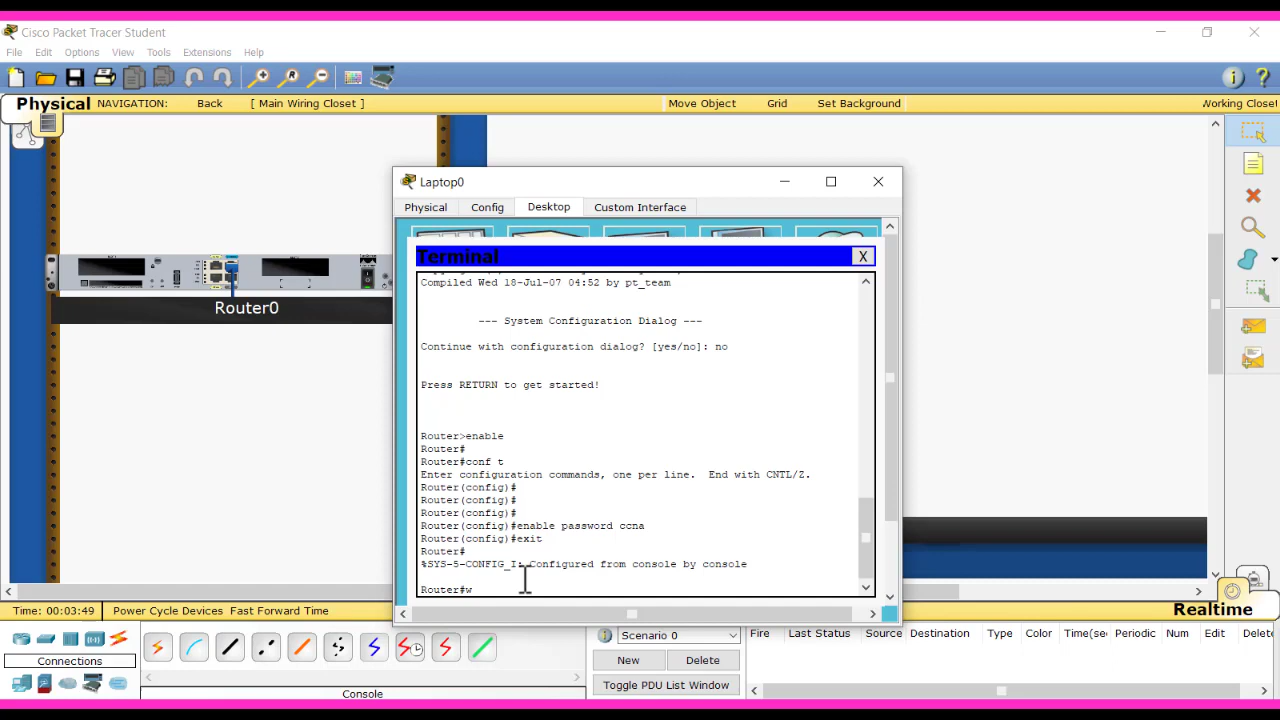 Cisco Packet Tracer Student
File Edit Options View Tools Extensions Help
Physical NAVIGATION: Back [ Main Wiring Closet ] Move Object Grid Set Background Working Closet
Laptop0
Physical Config Desktop Custom Interface
Terminal X
Compiled Wed 18-Jul-07 04:52 by pt_team
--- System Configuration Dialog ---
Continue with configuration dialog? [yes/no]: no
Press RETURN to get started!
Router>enable
Router#
Router#conf t
Enter configuration commands, one per line. End with CNTL/Z.
Router(config)#
Router(config)#
Router(config)#
Router(config)#enable password ccna
Router(config)#exit
Router#
%SYS-5-CONFIG_I: Configured from console by console
Router#w
Router0
Time: 00:03:49 Power Cycle Devices Fast Forward Time Realtime
Connections
Console
Scenario 0
New Delete
Toggle PDU List Window
Fire Last Status Source Destination Type Color Time(s Periodic Num Edit Delete